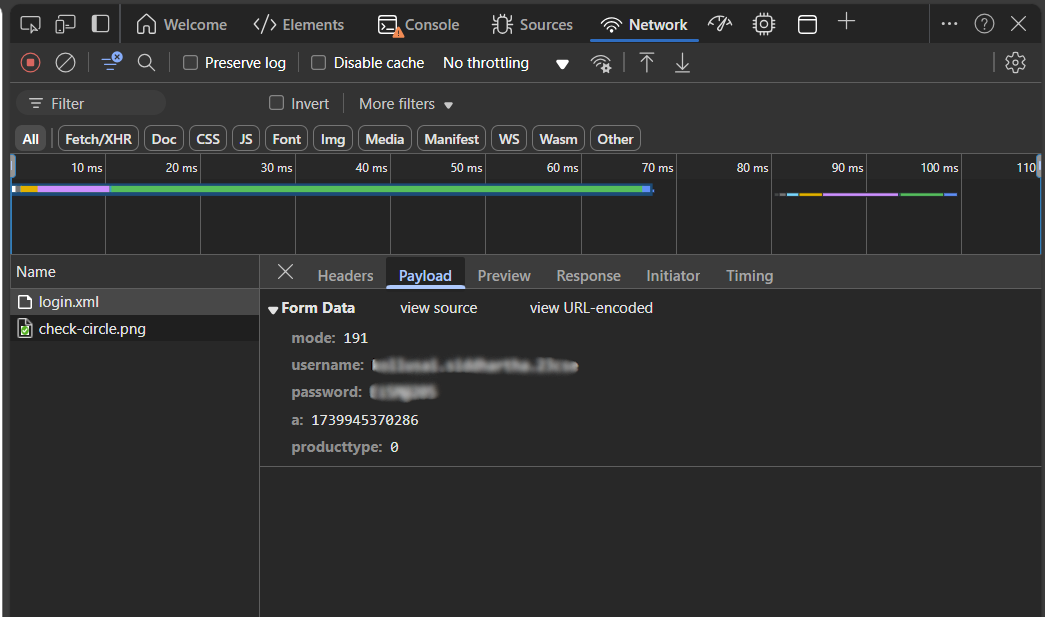 Welcome Elements Console Sources Network
Preserve log Disable cache No throttling
Filter Invert More filters
All Fetch/XHR Doc CSS JS Font Img Media Manifest WS Wasm Other
10 ms 20 ms 30 ms 40 ms 50 ms 60 ms 70 ms 80 ms 90 ms 100 ms 110
Name Headers Payload Preview Response Initiator Timing
login.xml
check-circle.png
Form Data view source view URL-encoded
mode: 191
username:
password:
a: 1739945370286
producttype: 0